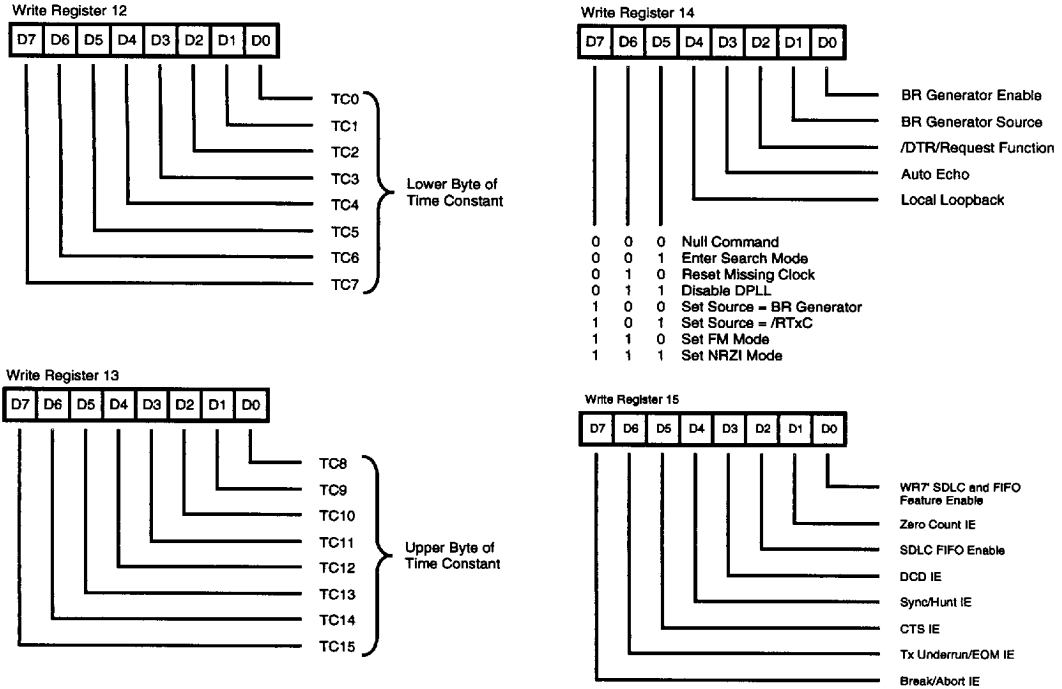 Write Register 12
D7 D6 D5 D4 D3 D2 D1 D0
TC0
TC1
TC2
TC3
TC4
TC5
TC6
TC7
Lower Byte of
Time Constant
Write Register 14
D7 D6 D5 D4 D3 D2 D1 D0
BR Generator Enable
BR Generator Source
/DTR/Request Function
Auto Echo
Local Loopback
0 0 0 Null Command
0 0 1 Enter Search Mode
0 1 0 Reset Missing Clock
0 1 1 Disable DPLL
1 0 0 Set Source = BR Generator
1 0 1 Set Source = /RTxC
1 1 0 Set FM Mode
1 1 1 Set NRZI Mode
Write Register 13
D7 D6 D5 D4 D3 D2 D1 D0
TC8
TC9
TC10
TC11
TC12
TC13
TC14
TC15
Upper Byte of
Time Constant
Write Register 15
D7 D6 D5 D4 D3 D2 D1 D0
WR7' SDLC and FIFO
Feature Enable
Zero Count IE
SDLC FIFO Enable
DCD IE
Sync/Hunt IE
CTS IE
Tx Underrun/EOM IE
Break/Abort IE